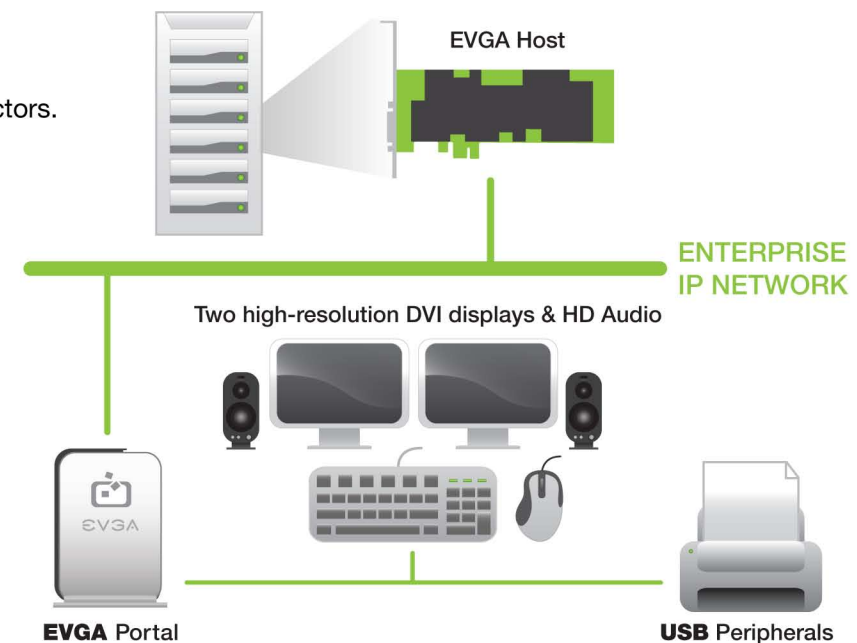 EVGA Host
ctors.
ENTERPRISE
IP NETWORK
Two high-resolution DVI displays & HD Audio
EVGA
EVGA Portal
USB Peripherals